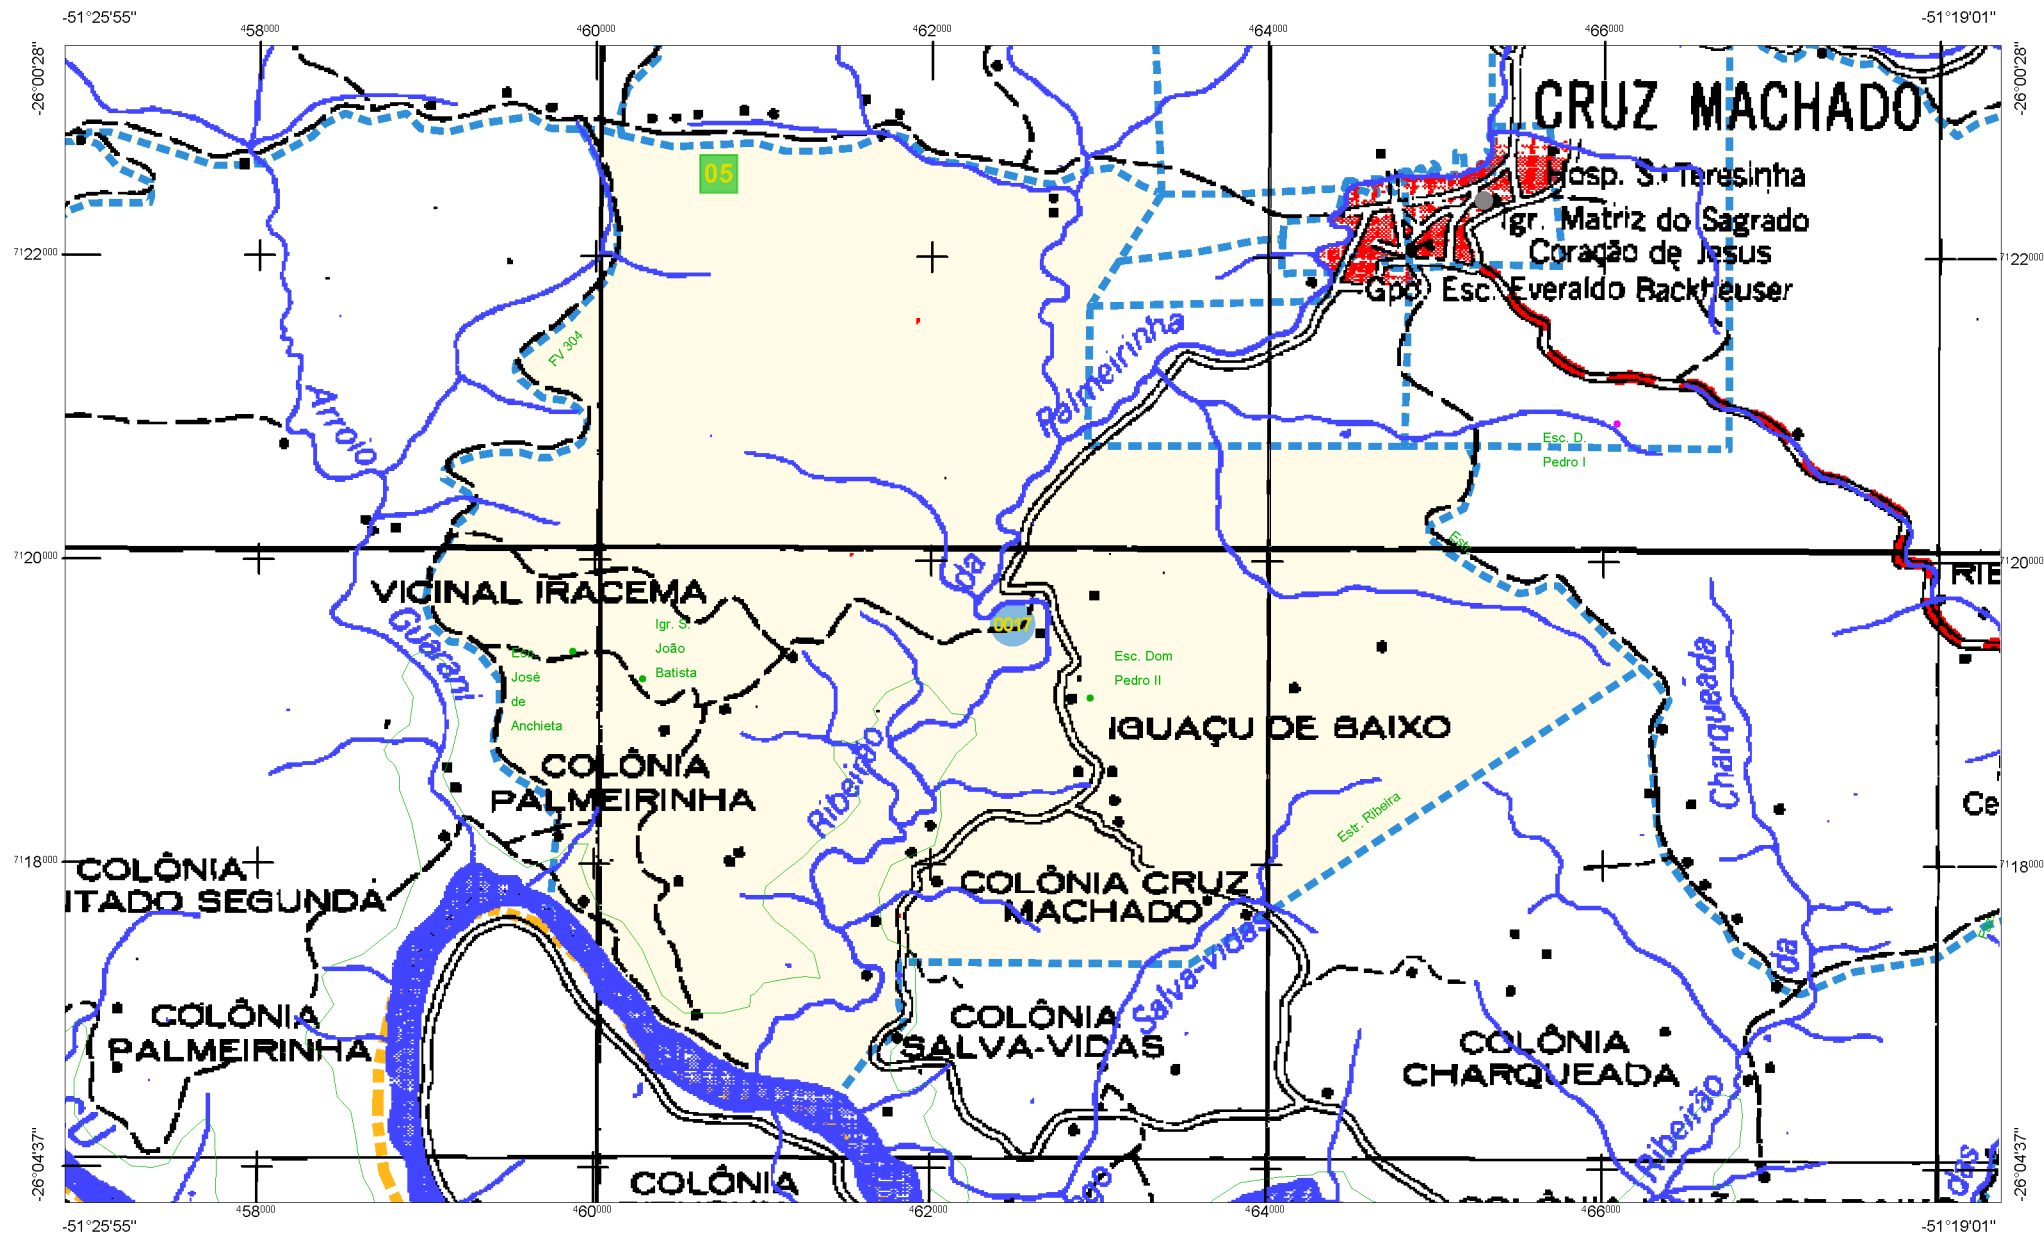 -51°25'55" -51°19'01"
458000 460000 462000 464000 466000
-26°00'28" -26°00'28"
CRUZ MACHADO
05
Hosp. S. Teresinha
Igr. Matriz do Sagrado
Coração de Jesus
7122000 7122000
Gpo Esc. Everaldo Backheuser
FV 304
Palmeirinha
Arroio
Esc. D.
Pedro I
Estr.
7120000 7120000
da
RIE
VICINAL IRACEMA
Guarani
0017
Igr. S.
João
Batista
Esc.
José
de
Anchieta
Esc. Dom
Pedro II
Charqueada
IGUAÇU DE BAIXO
COLÔNIA
PALMEIRINHA
Ribeirão
Estr. Ribeira
Ce
7118000 7118000
COLÔNIA
ITADO SEGUNDA
COLÔNIA CRUZ
MACHADO
Salva-vidas
da
COLÔNIA
PALMEIRINHA
COLÔNIA
SALVA-VIDAS
COLÔNIA
CHARQUEADA
Ribeirão
COLÔNIA
das
-26°04'37" -26°04'37"
458000 460000 462000 464000 466000
-51°25'55" -51°19'01"